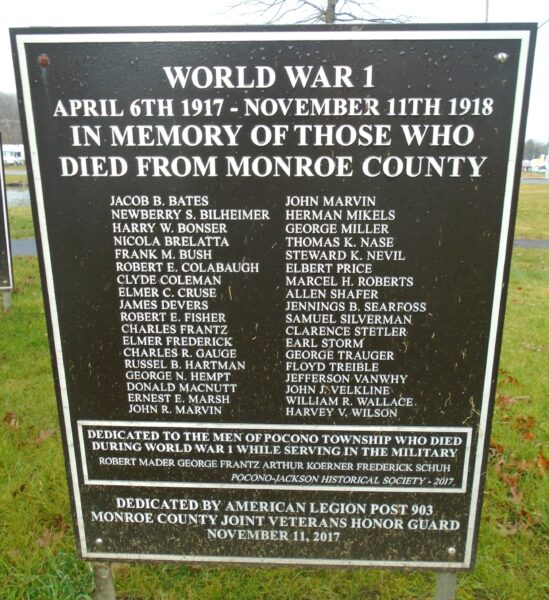 WORLD WAR 1
APRIL 6TH 1917 - NOVEMBER 11TH 1918
IN MEMORY OF THOSE WHO
DIED FROM MONROE COUNTY
JACOB B. BATES
NEWBERRY S. BILHEIMER
HARRY W. BONSER
NICOLA BRELATTA
FRANK M. BUSH
ROBERT E. COLABAUGH
CLYDE COLEMAN
ELMER C. CRUSE
JAMES DEVERS
ROBERT E. FISHER
CHARLES FRANTZ
ELMER FREDERICK
CHARLES R. GAUGE
RUSSEL B. HARTMAN
GEORGE N. HEMPT
DONALD MACNUTT
ERNEST E. MARSH
JOHN R. MARVIN
JOHN MARVIN
HERMAN MIKELS
GEORGE MILLER
THOMAS K. NASE
STEWARD K. NEVIL
ELBERT PRICE
MARCEL H. ROBERTS
ALLEN SHAFER
JENNINGS B. SEARFOSS
SAMUEL SILVERMAN
CLARENCE STETLER
EARL STORM
GEORGE TRAUGER
FLOYD TREIBLE
JEFFERSON VANWHY
JOHN J. VELKLINE
WILLIAM R. WALLACE
HARVEY V. WILSON
DEDICATED TO THE MEN OF POCONO TOWNSHIP WHO DIED
DURING WORLD WAR 1 WHILE SERVING IN THE MILITARY
ROBERT MADER GEORGE FRANTZ ARTHUR KOERNER FREDERICK SCHUH
POCONO-JACKSON HISTORICAL SOCIETY - 2017
DEDICATED BY AMERICAN LEGION POST 903
MONROE COUNTY JOINT VETERANS HONOR GUARD
NOVEMBER 11, 2017